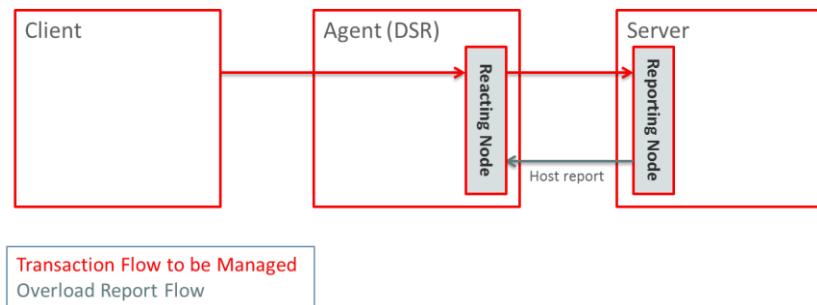 Client
Agent (DSR)
Server
Reacting Node
Reporting Node
Host report
Transaction Flow to be Managed
Overload Report Flow